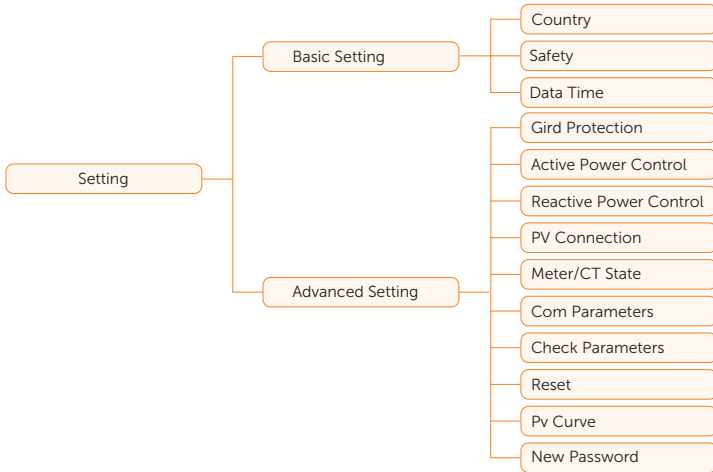 Setting
Basic Setting
Country
Safety
Data Time
Advanced Setting
Gird Protection
Active Power Control
Reactive Power Control
PV Connection
Meter/CT State
Com Parameters
Check Parameters
Reset
Pv Curve
New Password